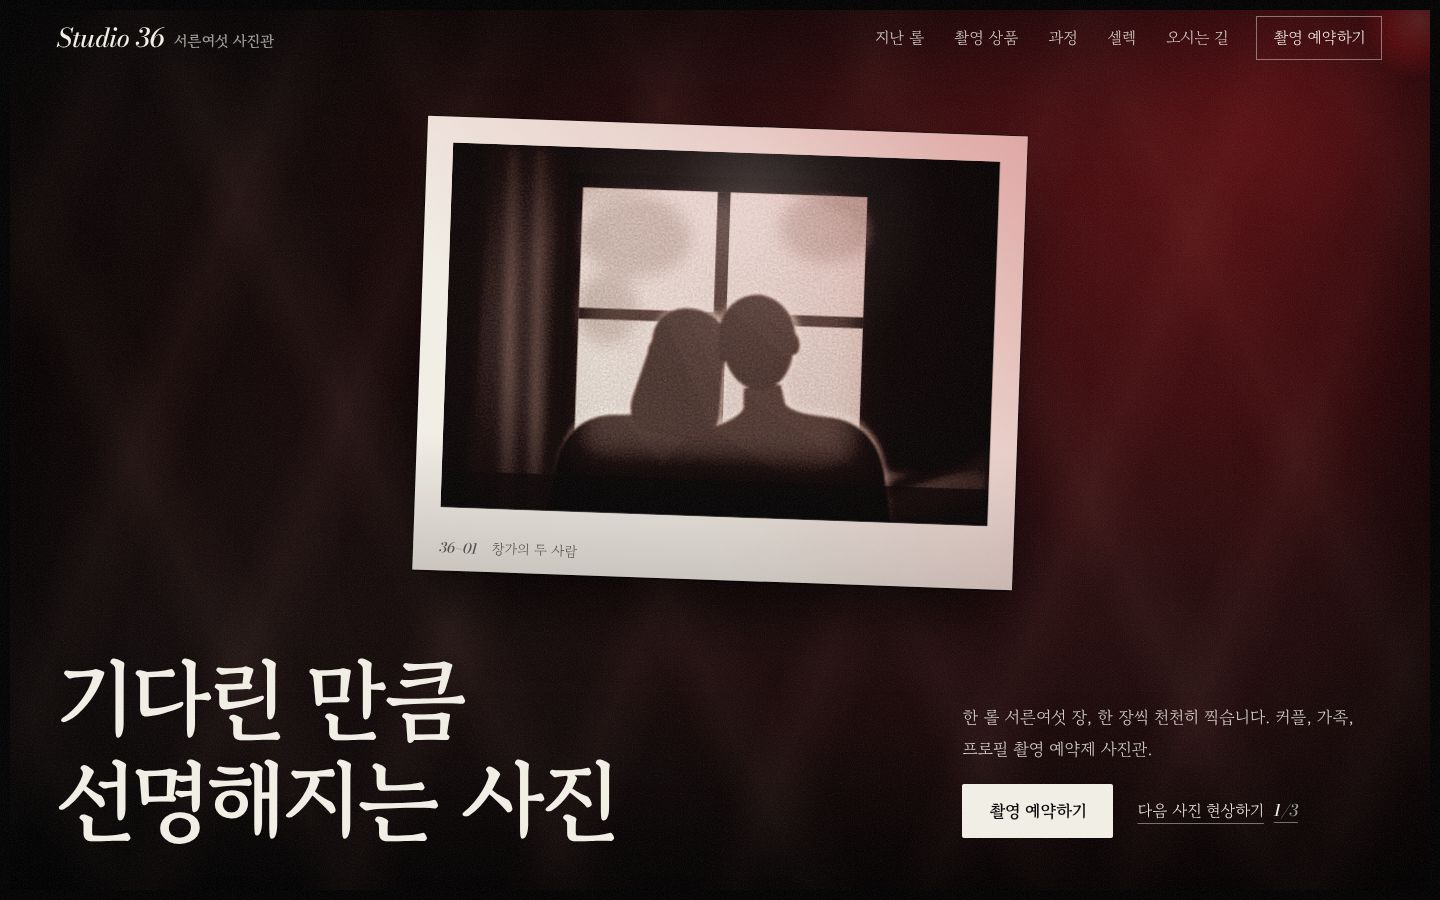 Studio 36 서른여섯 사진관
지난 롤
촬영 상품
과정
셀렉
오시는 길
촬영 예약하기
36–01 창가의 두 사람
기다린 만큼
선명해지는 사진
한 롤 서른여섯 장, 한 장씩 천천히 찍습니다. 커플, 가족,
프로필 촬영 예약제 사진관.
촬영 예약하기
다음 사진 현상하기 1/3